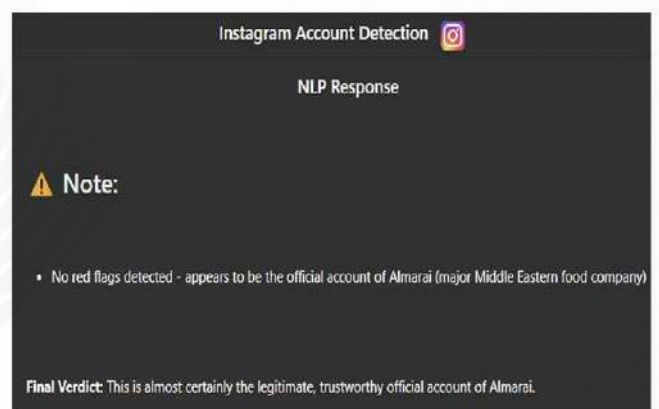 Instagram Account Detection
NLP Response
Note:
• No red flags detected - appears to be the official account of Almarai (major Middle Eastern food company)
Final Verdict: This is almost certainly the legitimate, trustworthy official account of Almarai.